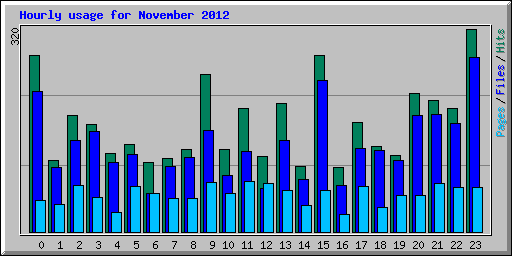 Hourly usage for November 2012
320
Pages / Files / Hits
0 1 2 3 4 5 6 7 8 9 10 11 12 13 14 15 16 17 18 19 20 21 22 23